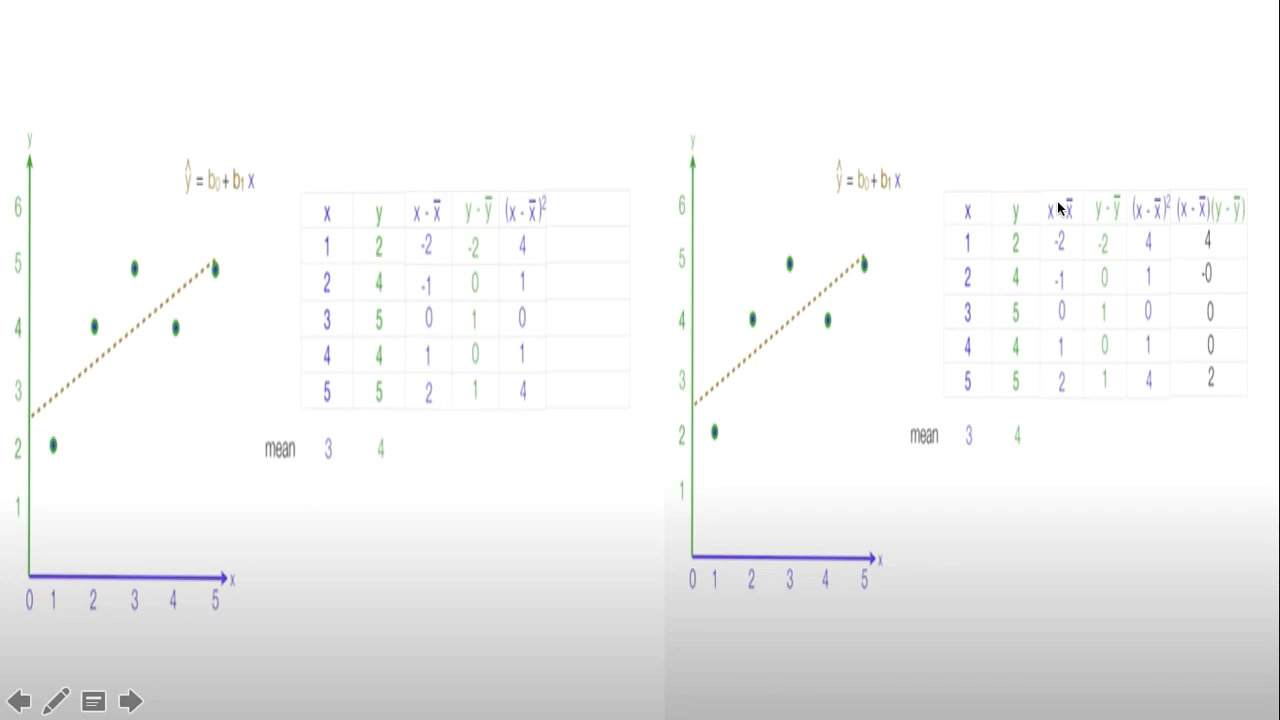 y
ŷ = b₀ + b₁ x
6
5
4
3
2
1
0 1 2 3 4 5
x
x y x - x̄ y - ȳ (x - x̄)²
1 2 -2 -2 4
2 4 -1 0 1
3 5 0 1 0
4 4 1 0 1
5 5 2 1 4
mean 3 4
y
ŷ = b₀ + b₁ x
6
5
4
3
2
1
0 1 2 3 4 5
x
x y x - x̄ y - ȳ (x - x̄)² (x - x̄)(y - ȳ)
1 2 -2 -2 4 4
2 4 -1 0 1 -0
3 5 0 1 0 0
4 4 1 0 1 0
5 5 2 1 4 2
mean 3 4